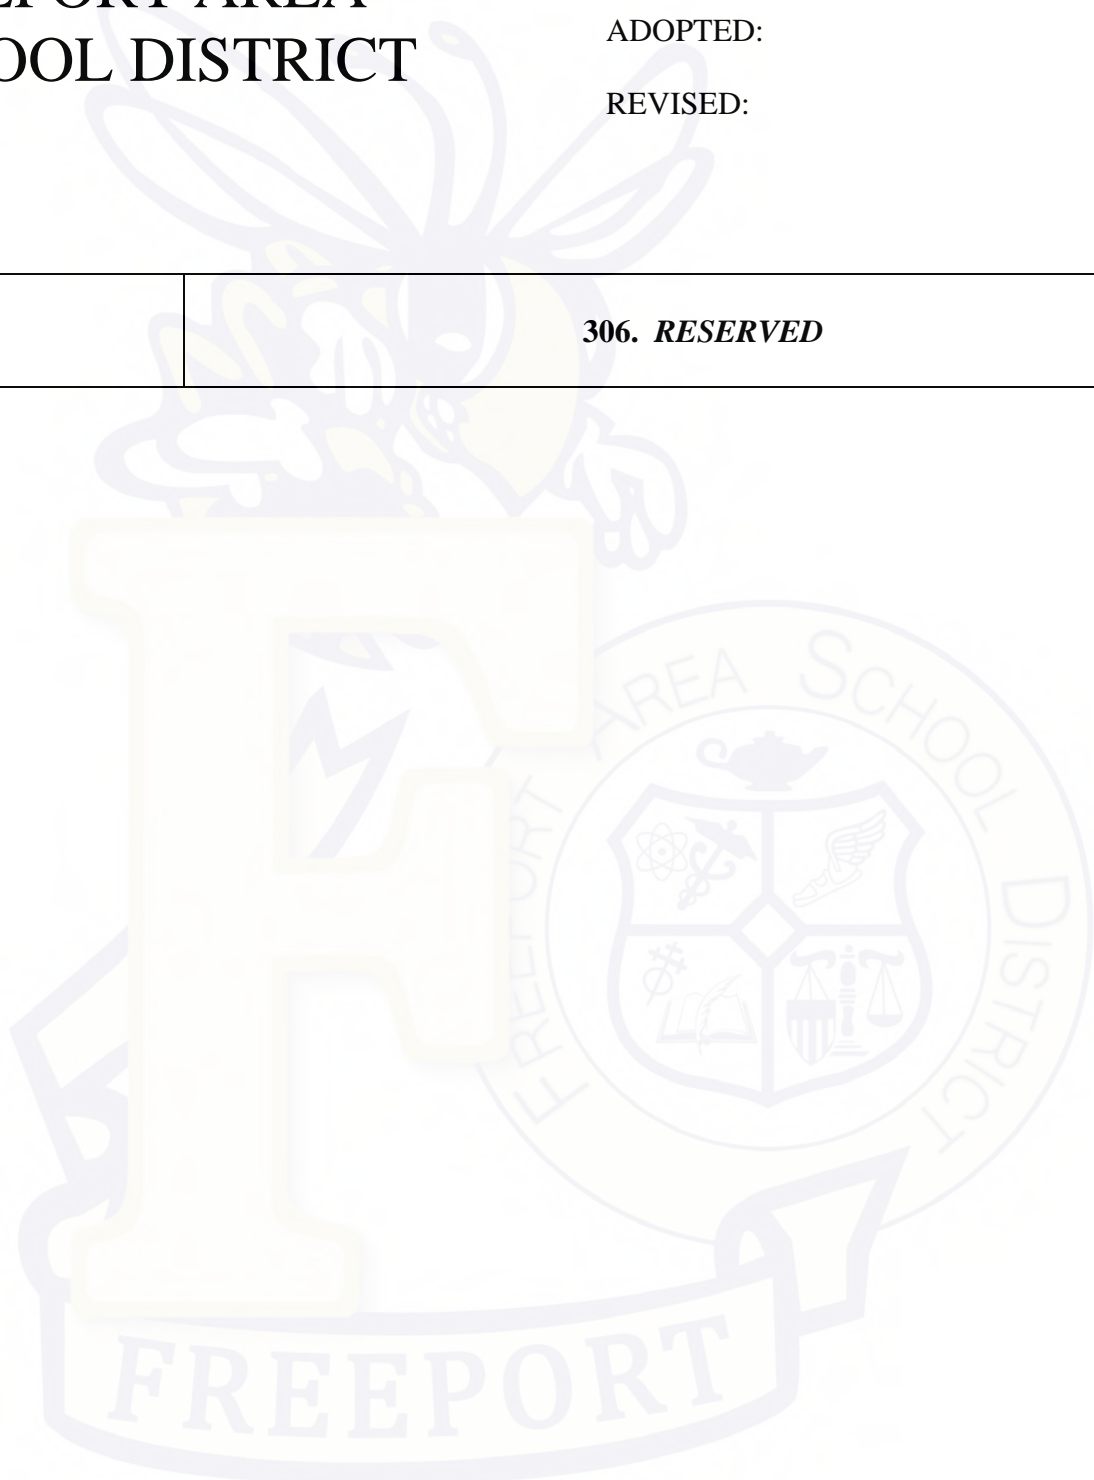 EPORT AREA
OOL DISTRICT
ADOPTED:
REVISED:
306. RESERVED
FREEPORT AREA SCHOOL DISTRICT
FREEPORT